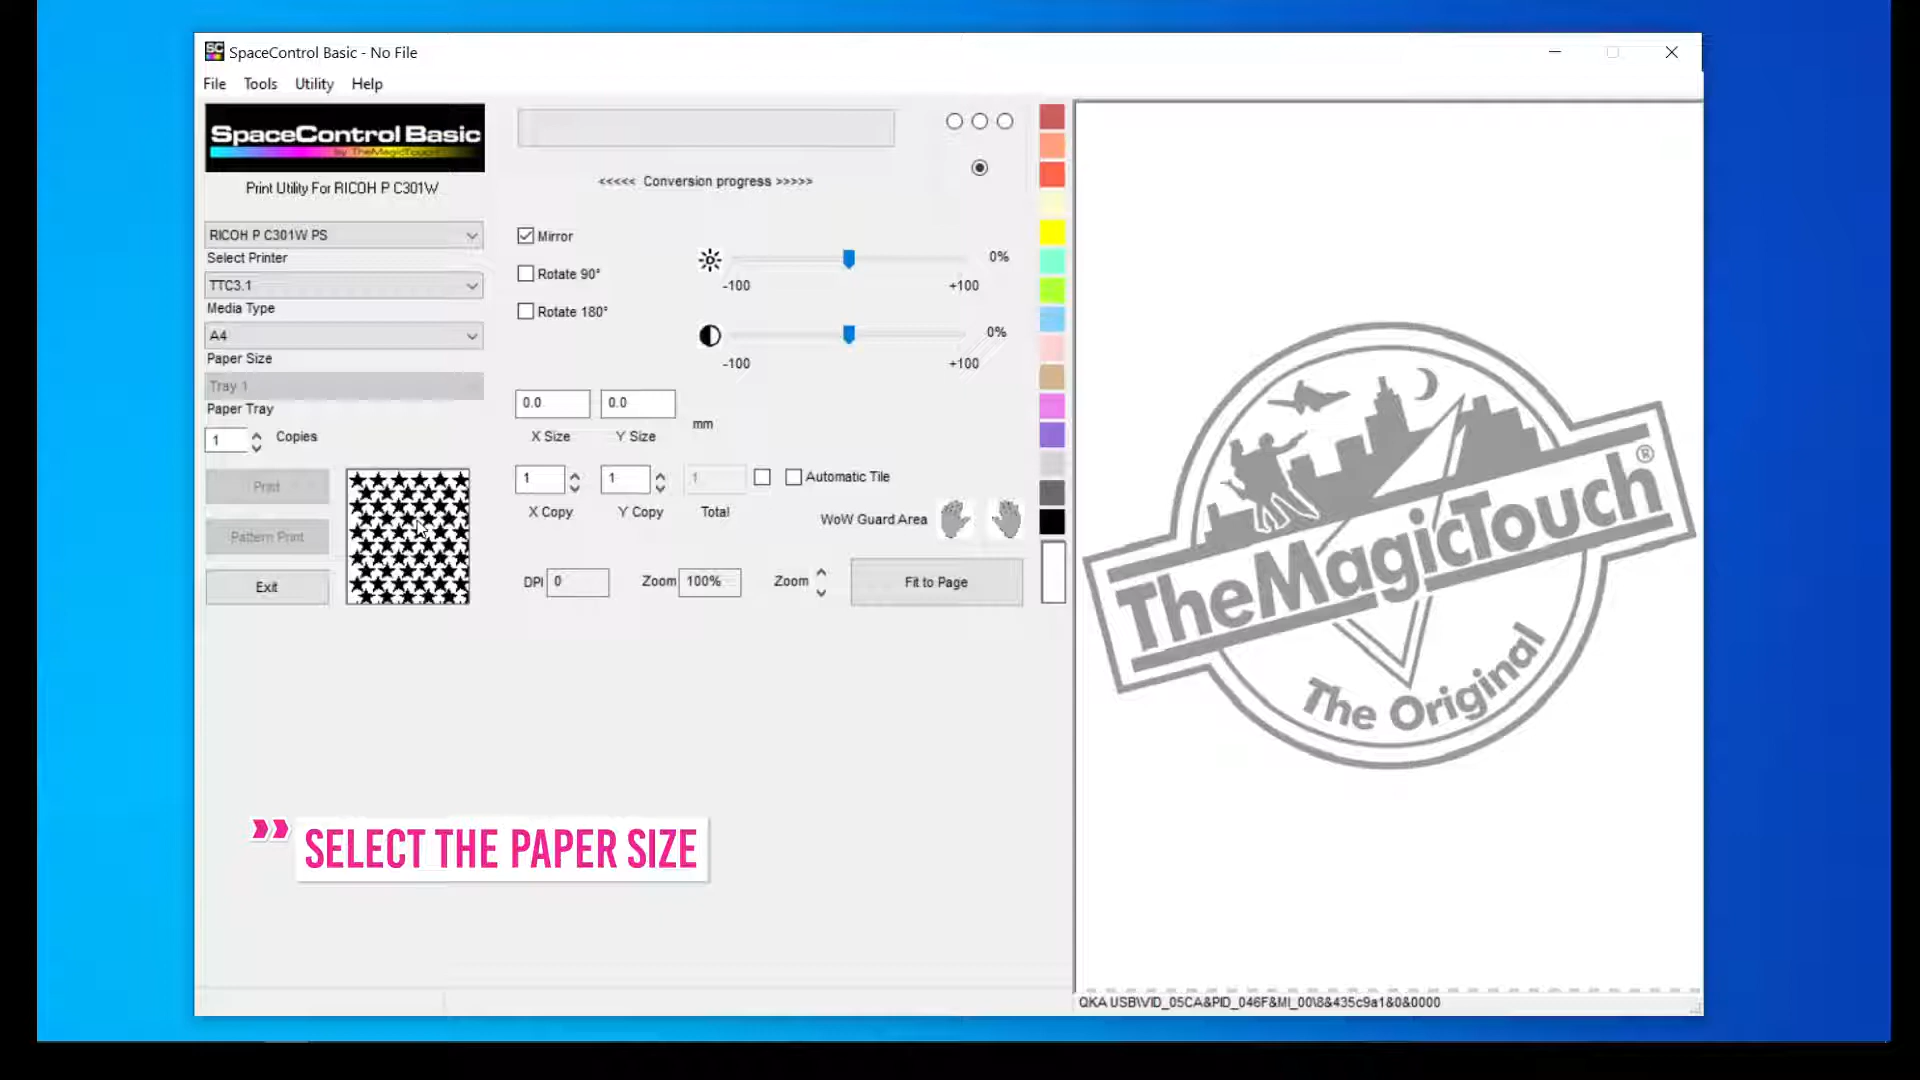 SpaceControl Basic - No File
File Tools Utility Help
SpaceControl Basic
by TheMagicTouch
Print Utility For RICOH P C301W
RICOH P C301W PS
Select Printer
TTC3.1
Media Type
A4
Paper Size
Tray 1
Paper Tray
1 Copies
Print
Pattern Print
Exit
<<<<< Conversion progress >>>>>
Mirror
Rotate 90°
Rotate 180°
0%
-100 +100
0%
-100 +100
0.0 0.0
mm
X Size Y Size
1 1 1 Automatic Tile
X Copy Y Copy Total
WoW Guard Area
DPI 0 Zoom 100% Zoom Fit to Page
TheMagicTouch®
The Original
SELECT THE PAPER SIZE
QKA USB\VID_05CA&PID_046F&MI_00\8&435c9a1&0&0000